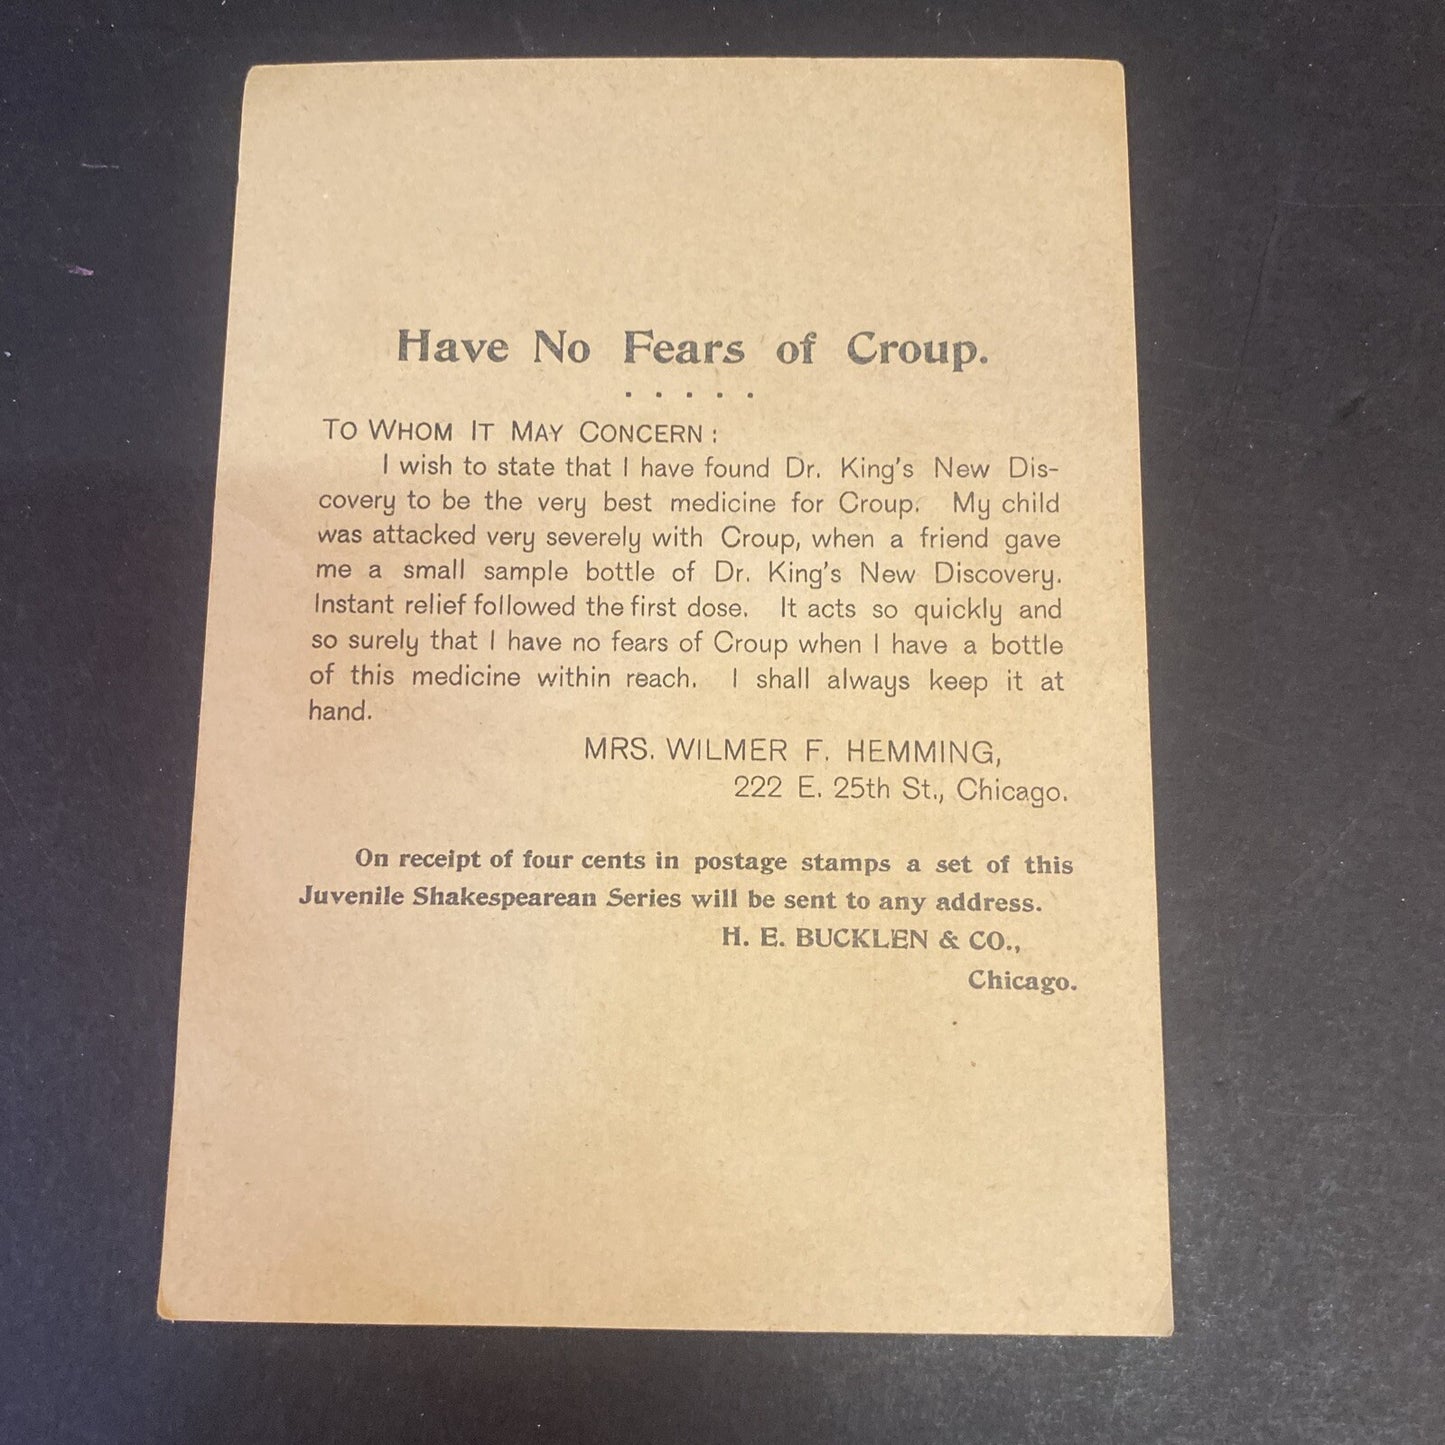 Have No Fears of Croup.
. . . . .
TO WHOM IT MAY CONCERN:
I wish to state that I have found Dr. King's New Dis-
covery to be the very best medicine for Croup. My child
was attacked very severely with Croup, when a friend gave
me a small sample bottle of Dr. King's New Discovery.
Instant relief followed the first dose. It acts so quickly and
so surely that I have no fears of Croup when I have a bottle
of this medicine within reach. I shall always keep it at
hand.
MRS. WILMER F. HEMMING,
222 E. 25th St., Chicago.
On receipt of four cents in postage stamps a set of this
Juvenile Shakespearean Series will be sent to any address.
H. E. BUCKLEN & CO.,
Chicago.